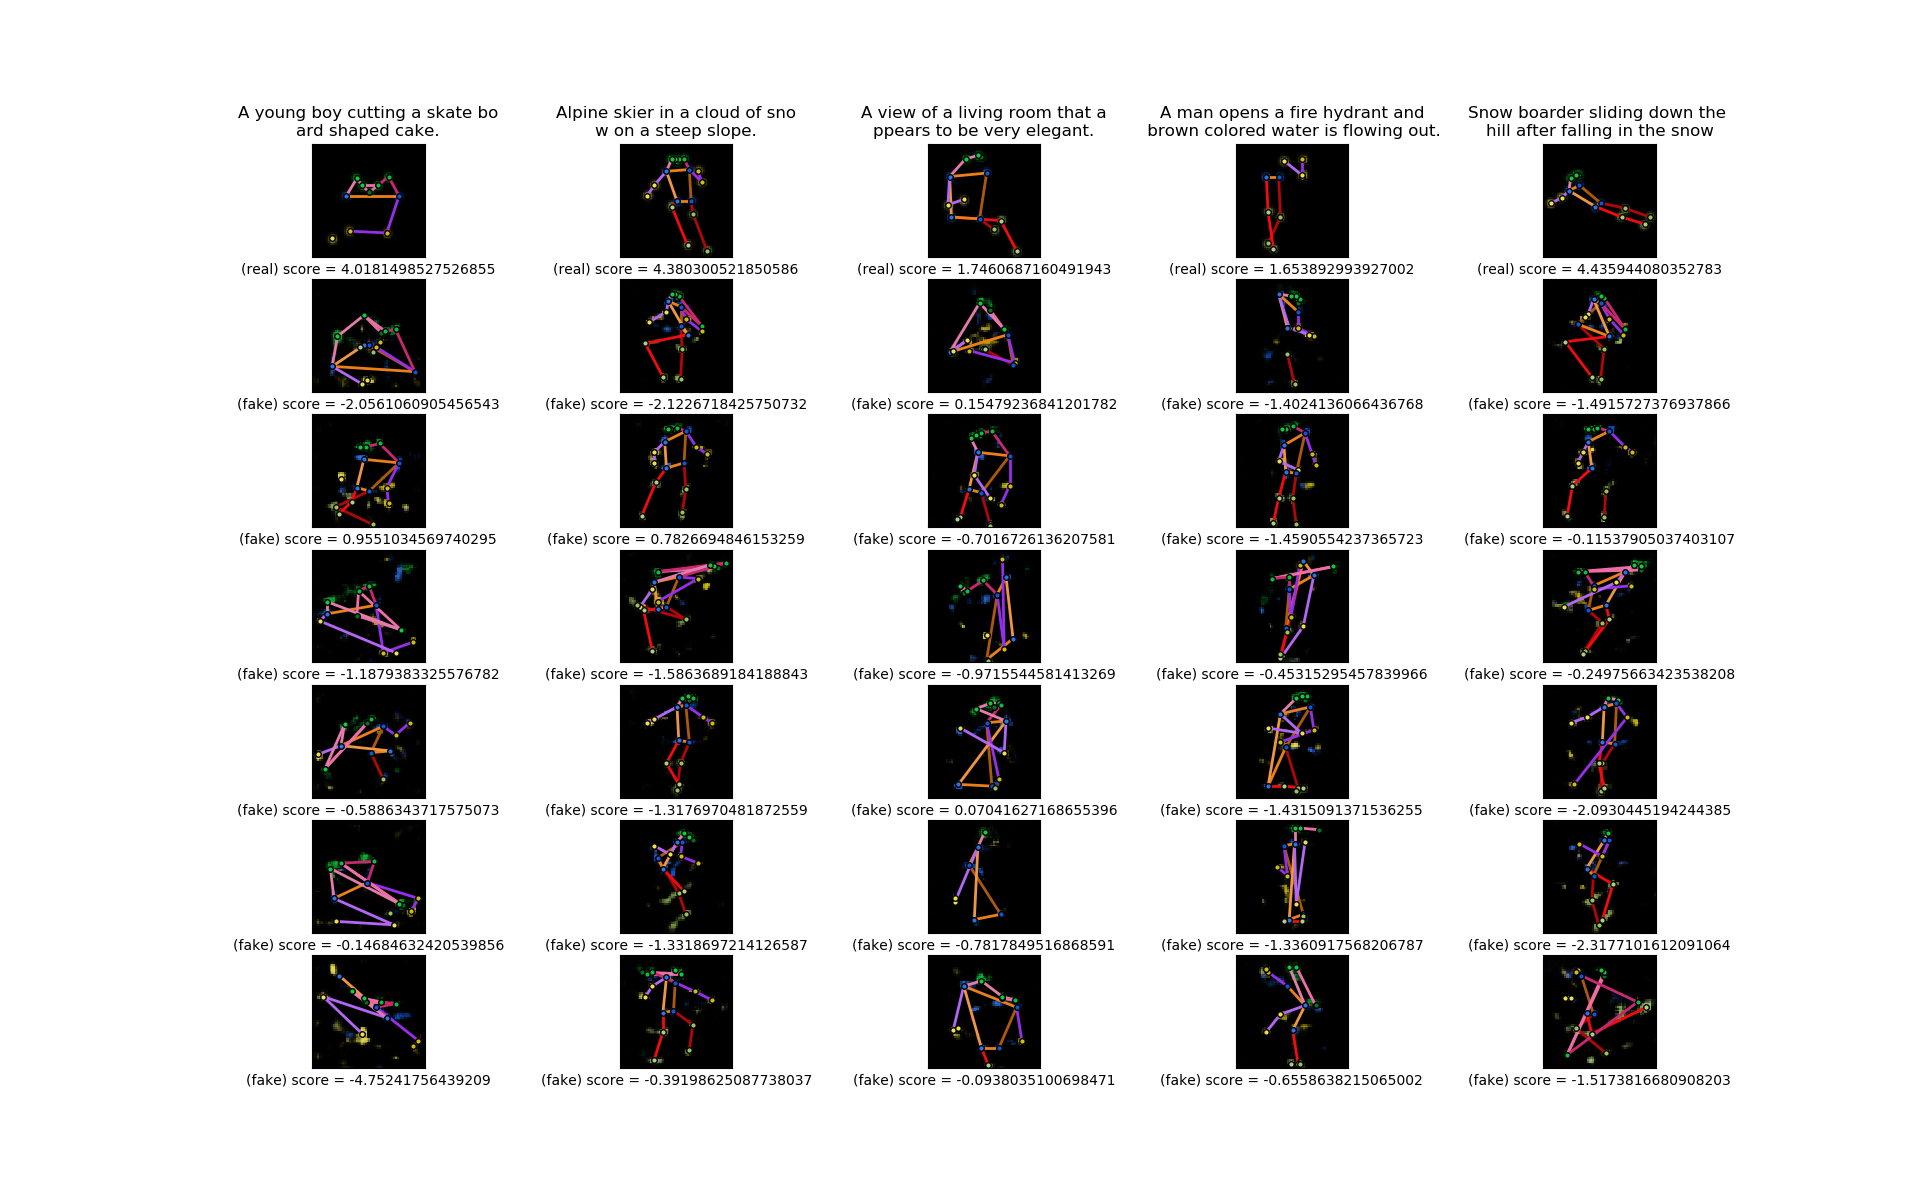 A young boy cutting a skate bo
ard shaped cake.
Alpine skier in a cloud of sno
w on a steep slope.
A view of a living room that a
ppears to be very elegant.
A man opens a fire hydrant and
brown colored water is flowing out.
Snow boarder sliding down the
hill after falling in the snow
(real) score = 4.0181498527526855
(real) score = 4.380300521850586
(real) score = 1.7460687160491943
(real) score = 1.653892993927002
(real) score = 4.435944080352783
(fake) score = -2.0561060905456543
(fake) score = -2.1226718425750732
(fake) score = 0.15479236841201782
(fake) score = -1.4024136066436768
(fake) score = -1.4915727376937866
(fake) score = 0.9551034569740295
(fake) score = 0.7826694846153259
(fake) score = -0.7016726136207581
(fake) score = -1.4590554237365723
(fake) score = -0.11537905037403107
(fake) score = -1.1879383325576782
(fake) score = -1.5863689184188843
(fake) score = -0.9715544581413269
(fake) score = -0.45315295457839966
(fake) score = -0.24975663423538208
(fake) score = -0.5886343717575073
(fake) score = -1.3176970481872559
(fake) score = 0.07041627168655396
(fake) score = -1.4315091371536255
(fake) score = -2.0930445194244385
(fake) score = -0.14684632420539856
(fake) score = -1.3318697214126587
(fake) score = -0.7817849516868591
(fake) score = -1.3360917568206787
(fake) score = -2.3177101612091064
(fake) score = -4.75241756439209
(fake) score = -0.39198625087738037
(fake) score = -0.0938035100698471
(fake) score = -0.6558638215065002
(fake) score = -1.5173816680908203